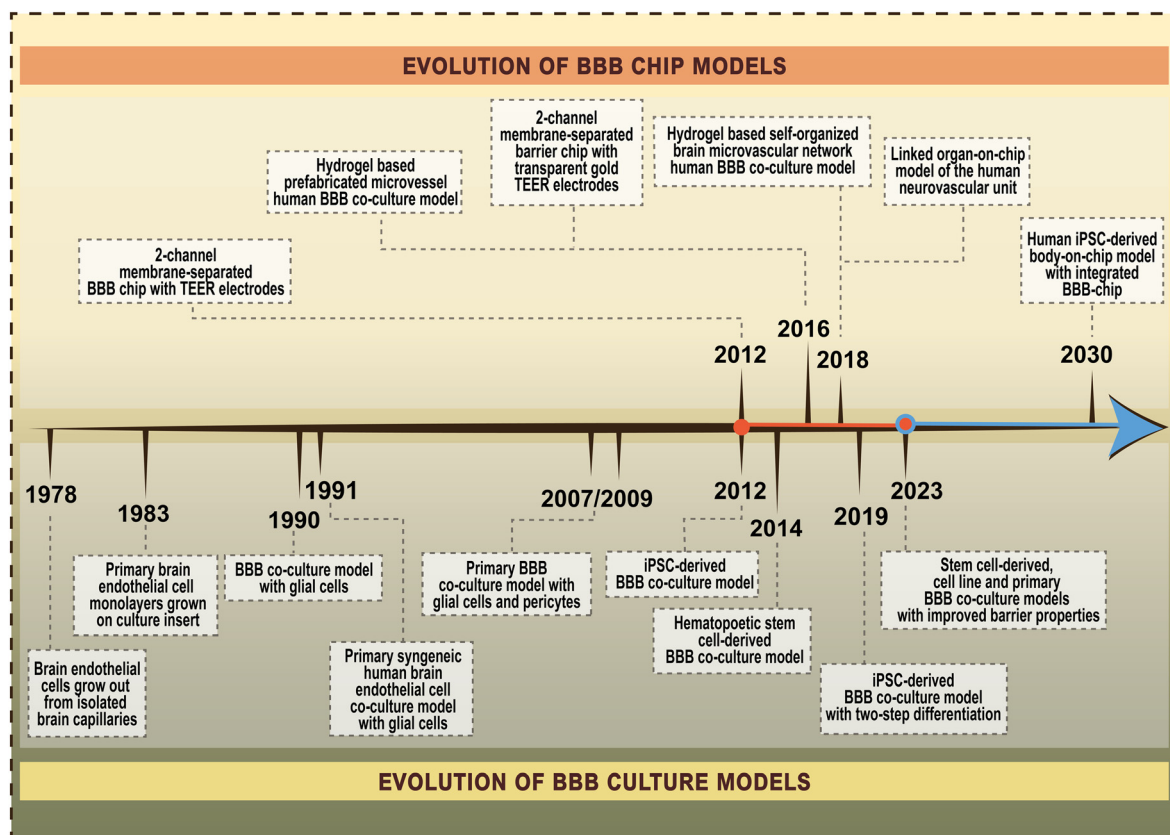 EVOLUTION OF BBB CHIP MODELS
2-channel
membrane-separated
BBB chip with TEER electrodes
Hydrogel based
prefabricated microvessel
human BBB co-culture model
2-channel
membrane-separated
barrier chip with
transparent gold
TEER electrodes
Hydrogel based self-organized
brain microvascular network
human BBB co-culture model
Linked organ-on-chip
model of the human
neurovascular unit
Human iPSC-derived
body-on-chip model
with integrated
BBB-chip
2012
2016
2018
2030
1978
1983
1990
1991
2007/2009
2012
2014
2019
2023
Brain endothelial
cells grow out
from isolated
brain capillaries
Primary brain
endothelial cell
monolayers grown
on culture insert
BBB co-culture model
with glial cells
Primary syngeneic
human brain
endothelial cell
co-culture model
with glial cells
Primary BBB
co-culture model with
glial cells and pericytes
iPSC-derived
BBB co-culture model
Hematopoetic stem
cell-derived
BBB co-culture model
iPSC-derived
BBB co-culture model
with two-step differentiation
Stem cell-derived,
cell line and primary
BBB co-culture models
with improved barrier properties
EVOLUTION OF BBB CULTURE MODELS